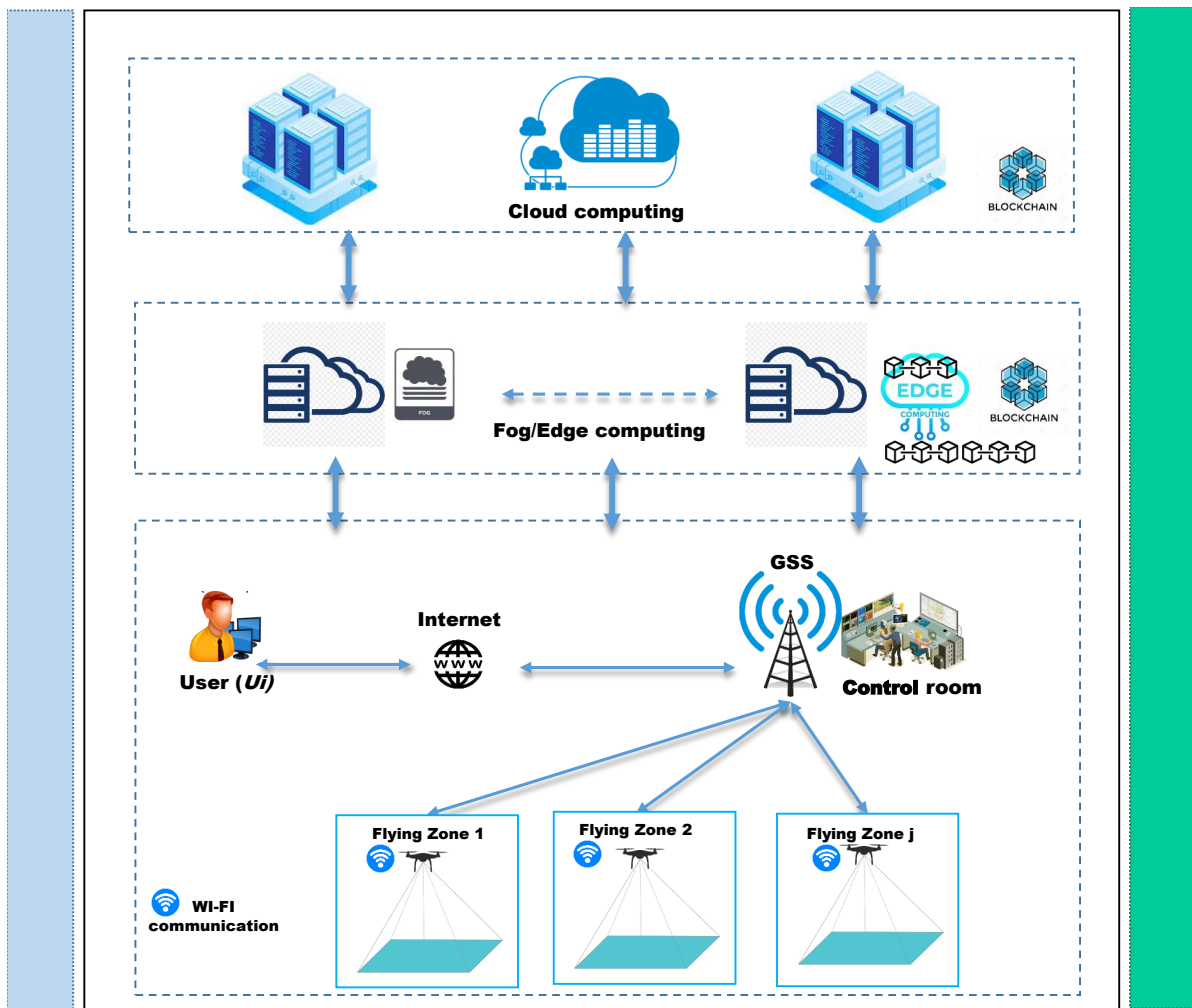 Cloud computing
BLOCKCHAIN
FOG
Fog/Edge computing
EDGE
COMPUTING
BLOCKCHAIN
GSS
Internet
WWW
User (Ui)
Control room
Flying Zone 1
Flying Zone 2
Flying Zone j
WI-FI
communication